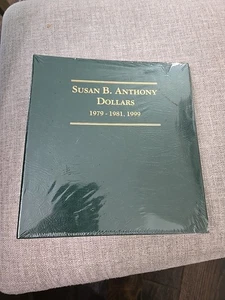 SUSAN B. ANTHONY
DOLLARS
1979 - 1981, 1999